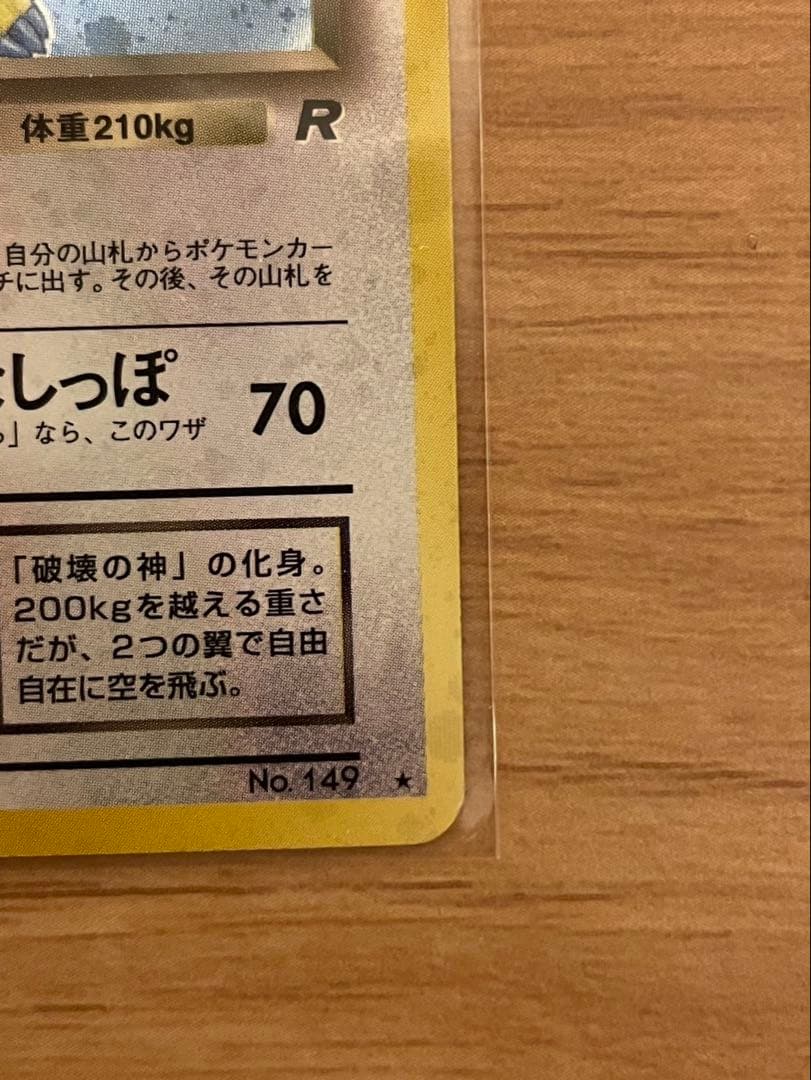 体重210kg R
自分の山札からポケモンカー
チに出す。その後、その山札を
なしっぽ 70
」なら、このワザ
「破壊の神」の化身。
200kgを越える重さ
だが、2つの翼で自由
自在に空を飛ぶ。
No. 149 ★